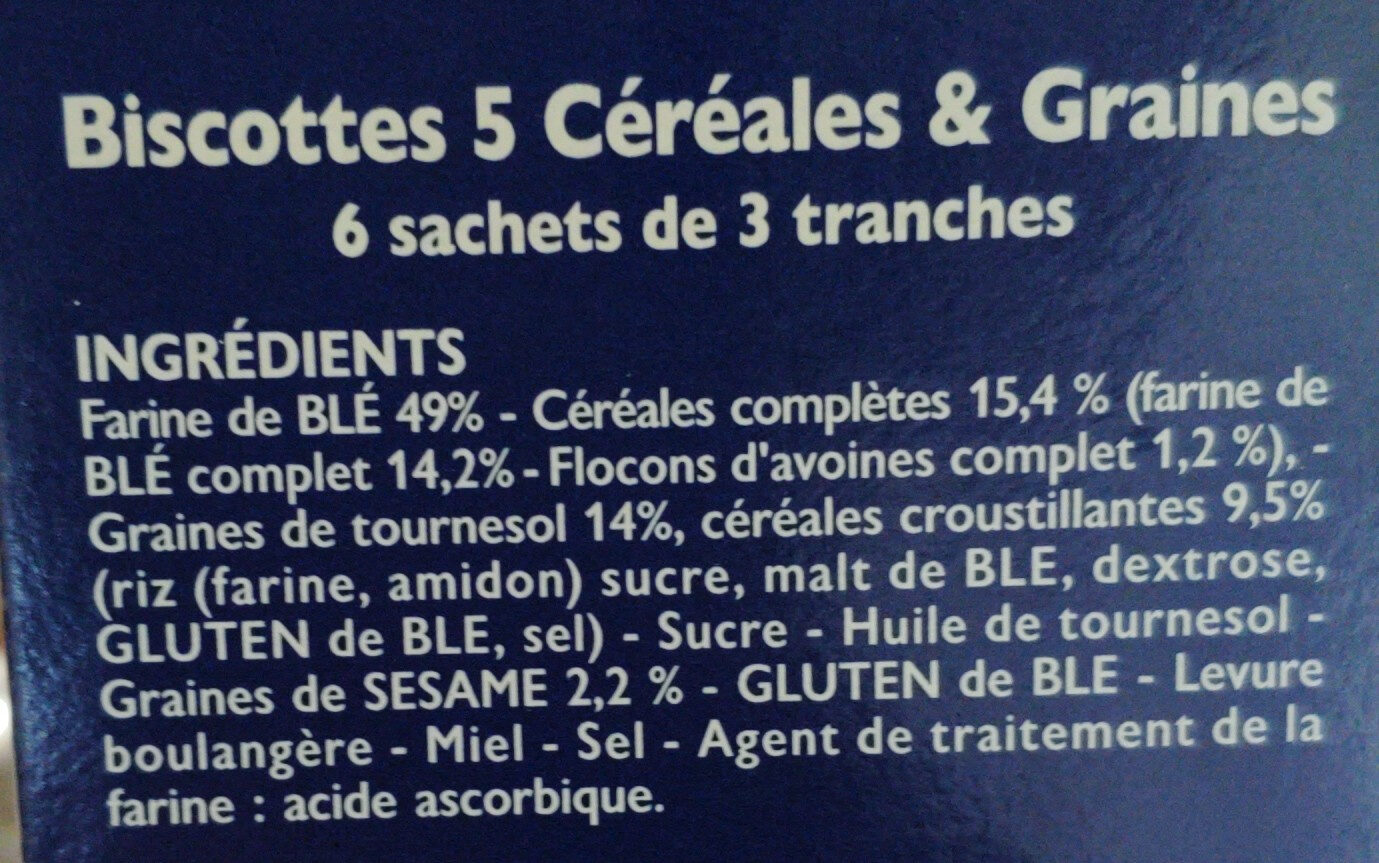 Biscottes 5 Céréales & Graines
6 sachets de 3 tranches
INGRÉDIENTS
Farine de BLÉ 49% - Céréales complètes 15,4 % (farine de
BLÉ complet 14,2% - Flocons d'avoines complet 1,2 %), -
Graines de tournesol 14%, céréales croustillantes 9,5%
(riz (farine, amidon) sucre, malt de BLE, dextrose,
GLUTEN de BLE, sel) - Sucre - Huile de tournesol -
Graines de SESAME 2,2 % - GLUTEN de BLE - Levure
boulangère - Miel - Sel - Agent de traitement de la
farine : acide ascorbique.